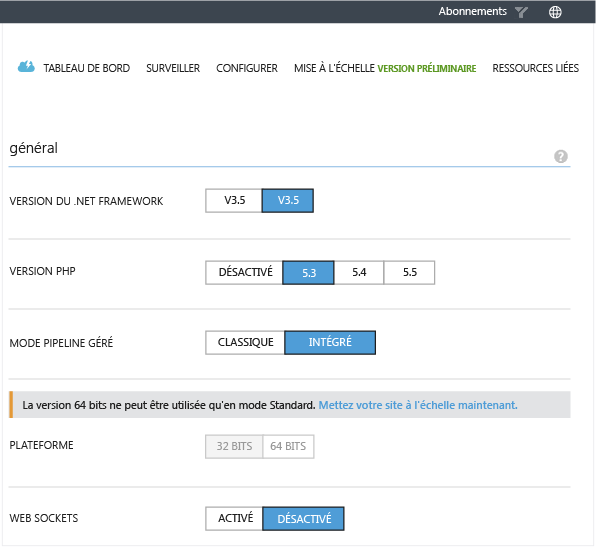 Abonnements
TABLEAU DE BORD SURVEILLER CONFIGURER MISE À L'ÉCHELLE VERSION PRÉLIMINAIRE RESSOURCES LIÉES
général ?
VERSION DU .NET FRAMEWORK V3.5 V3.5
VERSION PHP DÉSACTIVÉ 5.3 5.4 5.5
MODE PIPELINE GÉRÉ CLASSIQUE INTÉGRÉ
La version 64 bits ne peut être utilisée qu'en mode Standard. Mettez votre site à l'échelle maintenant.
PLATEFORME 32 BITS 64 BITS
WEB SOCKETS ACTIVÉ DÉSACTIVÉ